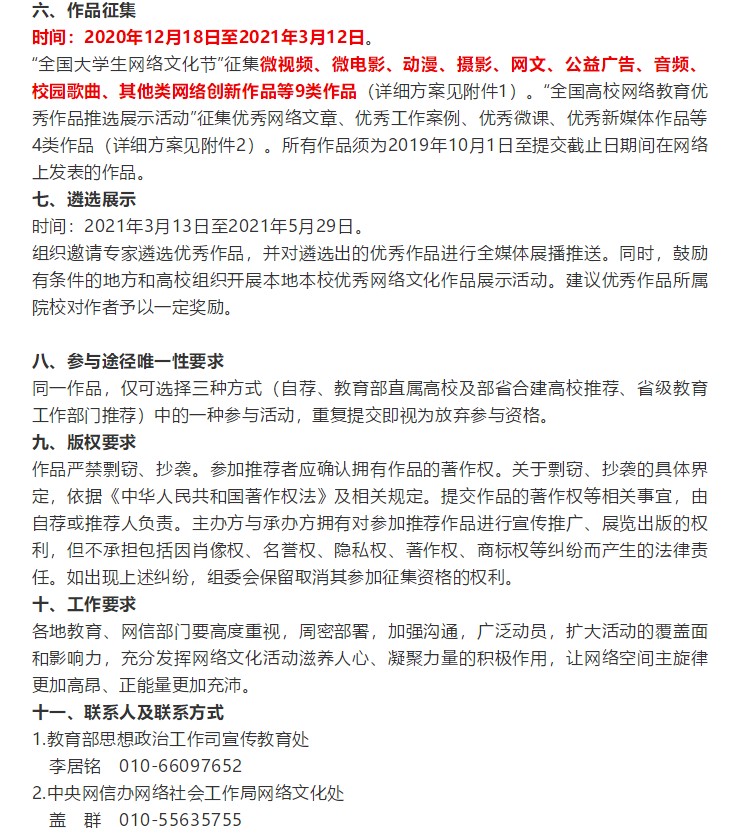 六、作品征集
时间：2020年12月18日至2021年3月12日。
“全国大学生网络文化节”征集微视频、微电影、动漫、摄影、网文、公益广告、音频、
校园歌曲、其他类网络创新作品等9类作品（详细方案见附件1）。“全国高校网络教育优
秀作品推选展示活动”征集优秀网络文章、优秀工作案例、优秀微课、优秀新媒体作品等
4类作品（详细方案见附件2）。所有作品须为2019年10月1日至提交截止日期间在网络
上发表的作品。
七、遴选展示
时间：2021年3月13日至2021年5月29日。
组织邀请专家遴选优秀作品，并对遴选出的优秀作品进行全媒体展播推送。同时，鼓励
有条件的地方和高校组织开展本地本校优秀网络文化作品展示活动。建议优秀作品所属
院校对作者予以一定奖励。
八、参与途径唯一性要求
同一作品，仅可选择三种方式（自荐、教育部直属高校及部省合建高校推荐、省级教育
工作部门推荐）中的一种参与活动，重复提交即视为放弃参与资格。
九、版权要求
作品严禁剽窃、抄袭。参加推荐者应确认拥有作品的著作权。关于剽窃、抄袭的具体界
定，依据《中华人民共和国著作权法》及相关规定。提交作品的著作权等相关事宜，由
自荐或推荐人负责。主办方与承办方拥有对参加推荐作品进行宣传推广、展览出版的权
利，但不承担包括因肖像权、名誉权、隐私权、著作权、商标权等纠纷而产生的法律责
任。如出现上述纠纷，组委会保留取消其参加征集资格的权利。
十、工作要求
各地教育、网信部门要高度重视，周密部署，加强沟通，广泛动员，扩大活动的覆盖面
和影响力，充分发挥网络文化活动滋养人心、凝聚力量的积极作用，让网络空间主旋律
更加高昂、正能量更加充沛。
十一、联系人及联系方式
1.教育部思想政治工作司宣传教育处
李居铭　010-66097652
2.中央网信办网络社会工作局网络文化处
盖　群　010-55635755